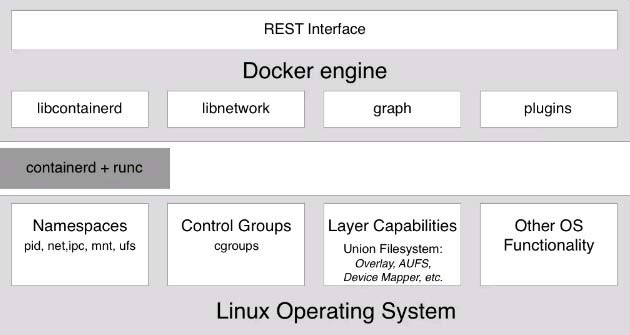 REST Interface
Docker engine
libcontainerd
libnetwork
graph
plugins
containerd + runc
Namespaces
pid, net,ipc, mnt, ufs
Control Groups
cgroups
Layer Capabilities
Union Filesystem:
Overlay, AUFS,
Device Mapper, etc.
Other OS
Functionality
Linux Operating System